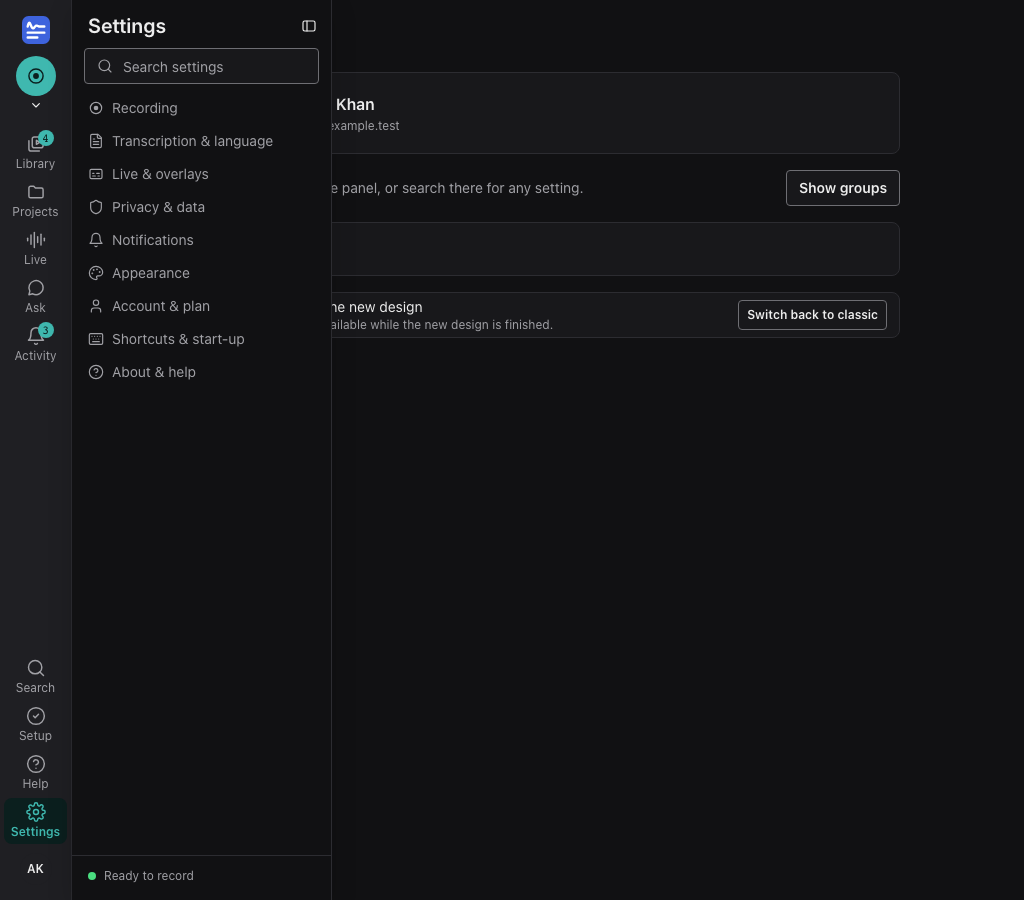 Settings
Search settings
4
Library
Projects
Live
Ask
3
Activity
Recording
Transcription & language
Live & overlays
Privacy & data
Notifications
Appearance
Account & plan
Shortcuts & start-up
About & help
Khan
example.test
panel, or search there for any setting.
Show groups
new design
while the new design is finished.
Switch back to classic
Search
Setup
Help
Settings
AK
Ready to record